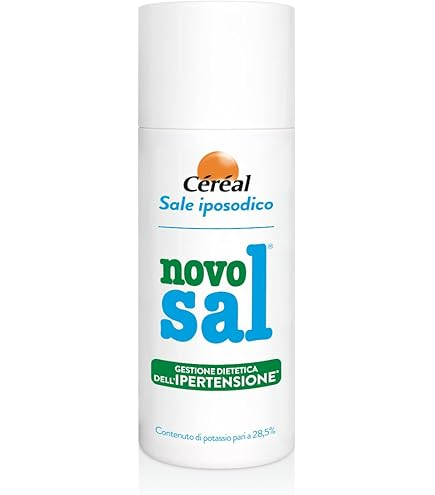 Céréal
Sale iposodico
novo
sal®
GESTIONE DIETETICA
DELL'IPERTENSIONE*
Contenuto di potassio pari a 28,5%